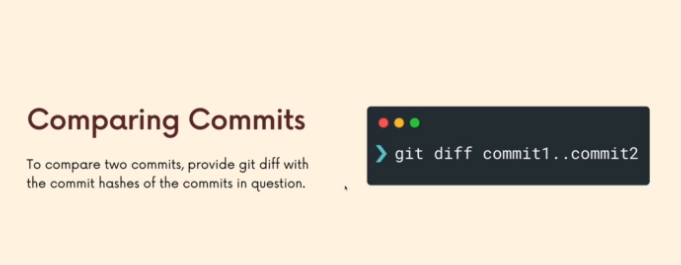 Comparing Commits
To compare two commits, provide git diff with
the commit hashes of the commits in question.
❯ git diff commit1..commit2